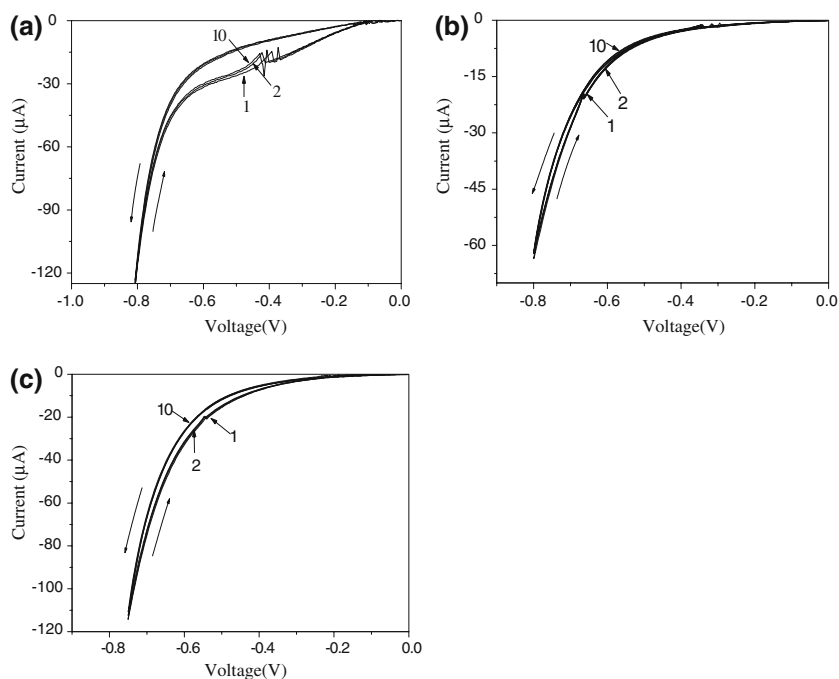 (a)
0
-30
-60
-90
-120
Current (μA)
10
2
1
-1.0 -0.8 -0.6 -0.4 -0.2 0.0
Voltage(V)
(b)
0
-15
-30
-45
-60
Current (μA)
10
2
1
-0.8 -0.6 -0.4 -0.2 0.0
Voltage(V)
(c)
0
-20
-40
-60
-80
-100
-120
Current (μA)
10
1
2
-0.8 -0.6 -0.4 -0.2 0.0
Voltage(V)